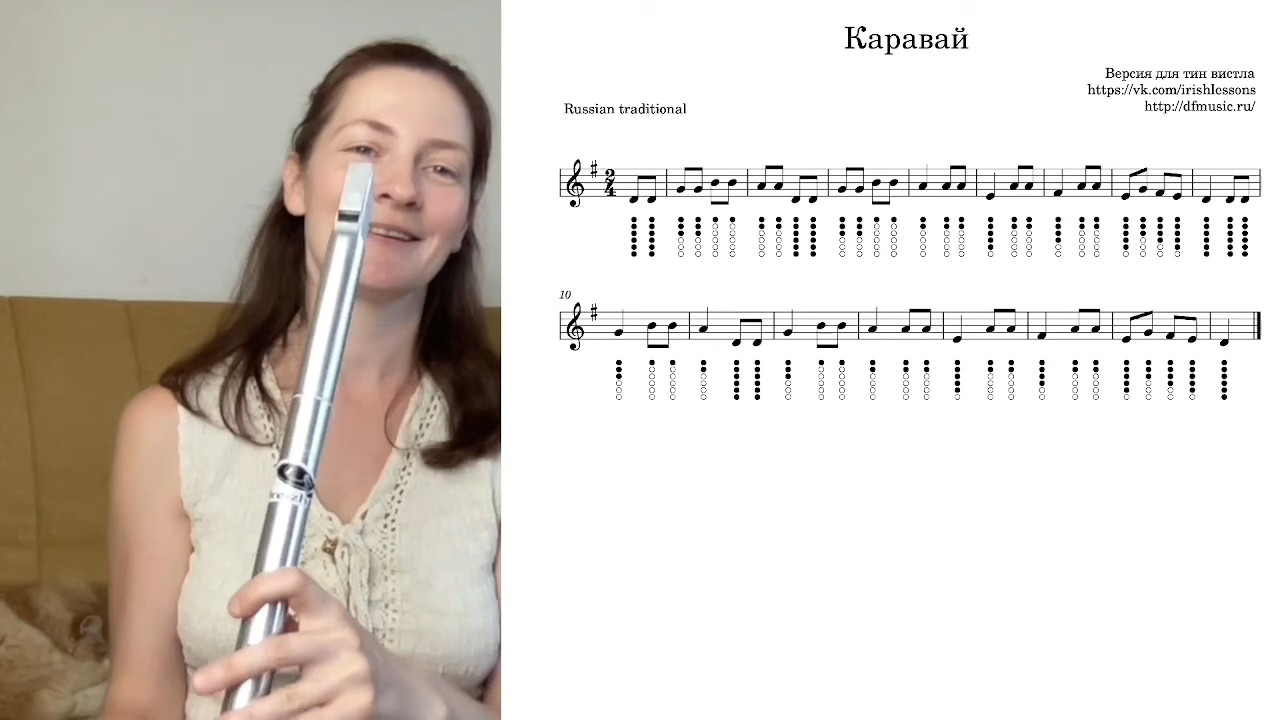 Каравай
Версия для тин вистла
https://vk.com/irishlessons
http://dfmusic.ru/
Russian traditional
2
4
10